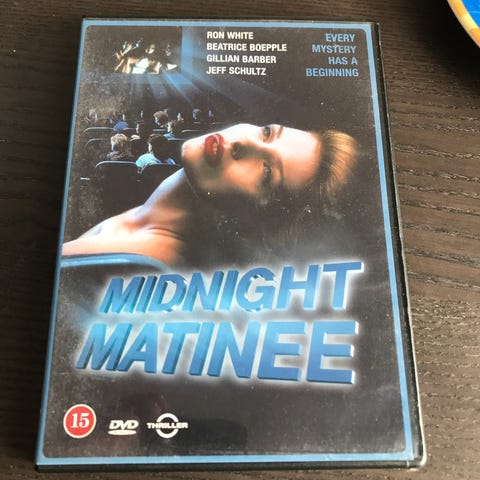 RON WHITE
BEATRICE BOEPPLE
GILLIAN BARBER
JEFF SCHULTZ
EVERY
MYSTERY
HAS A
BEGINNING
MIDNIGHT
MATINEE
15
DVD
THRILLER